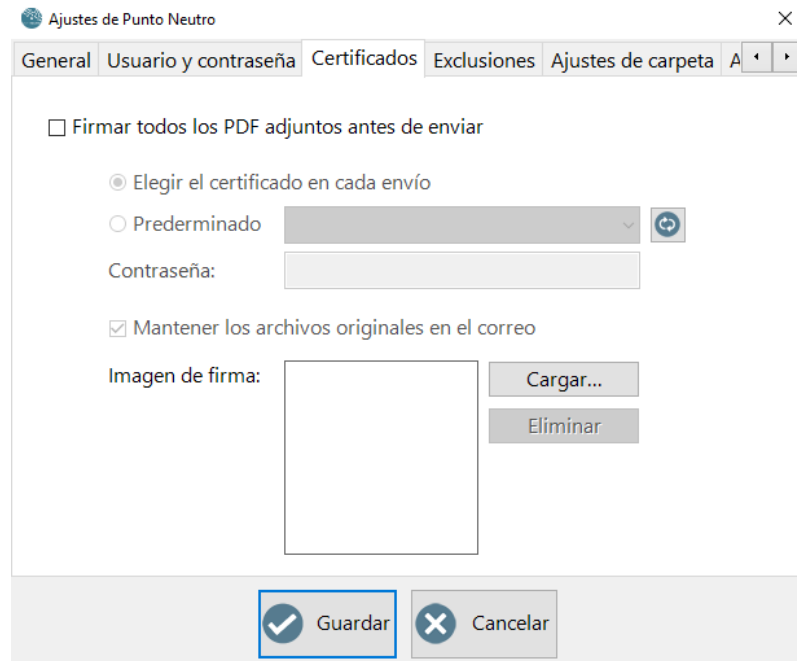 Ajustes de Punto Neutro
General Usuario y contraseña Certificados Exclusiones Ajustes de carpeta A
Firmar todos los PDF adjuntos antes de enviar
Elegir el certificado en cada envío
Prederminado
Contraseña:
Mantener los archivos originales en el correo
Imagen de firma:
Cargar...
Eliminar
Guardar Cancelar